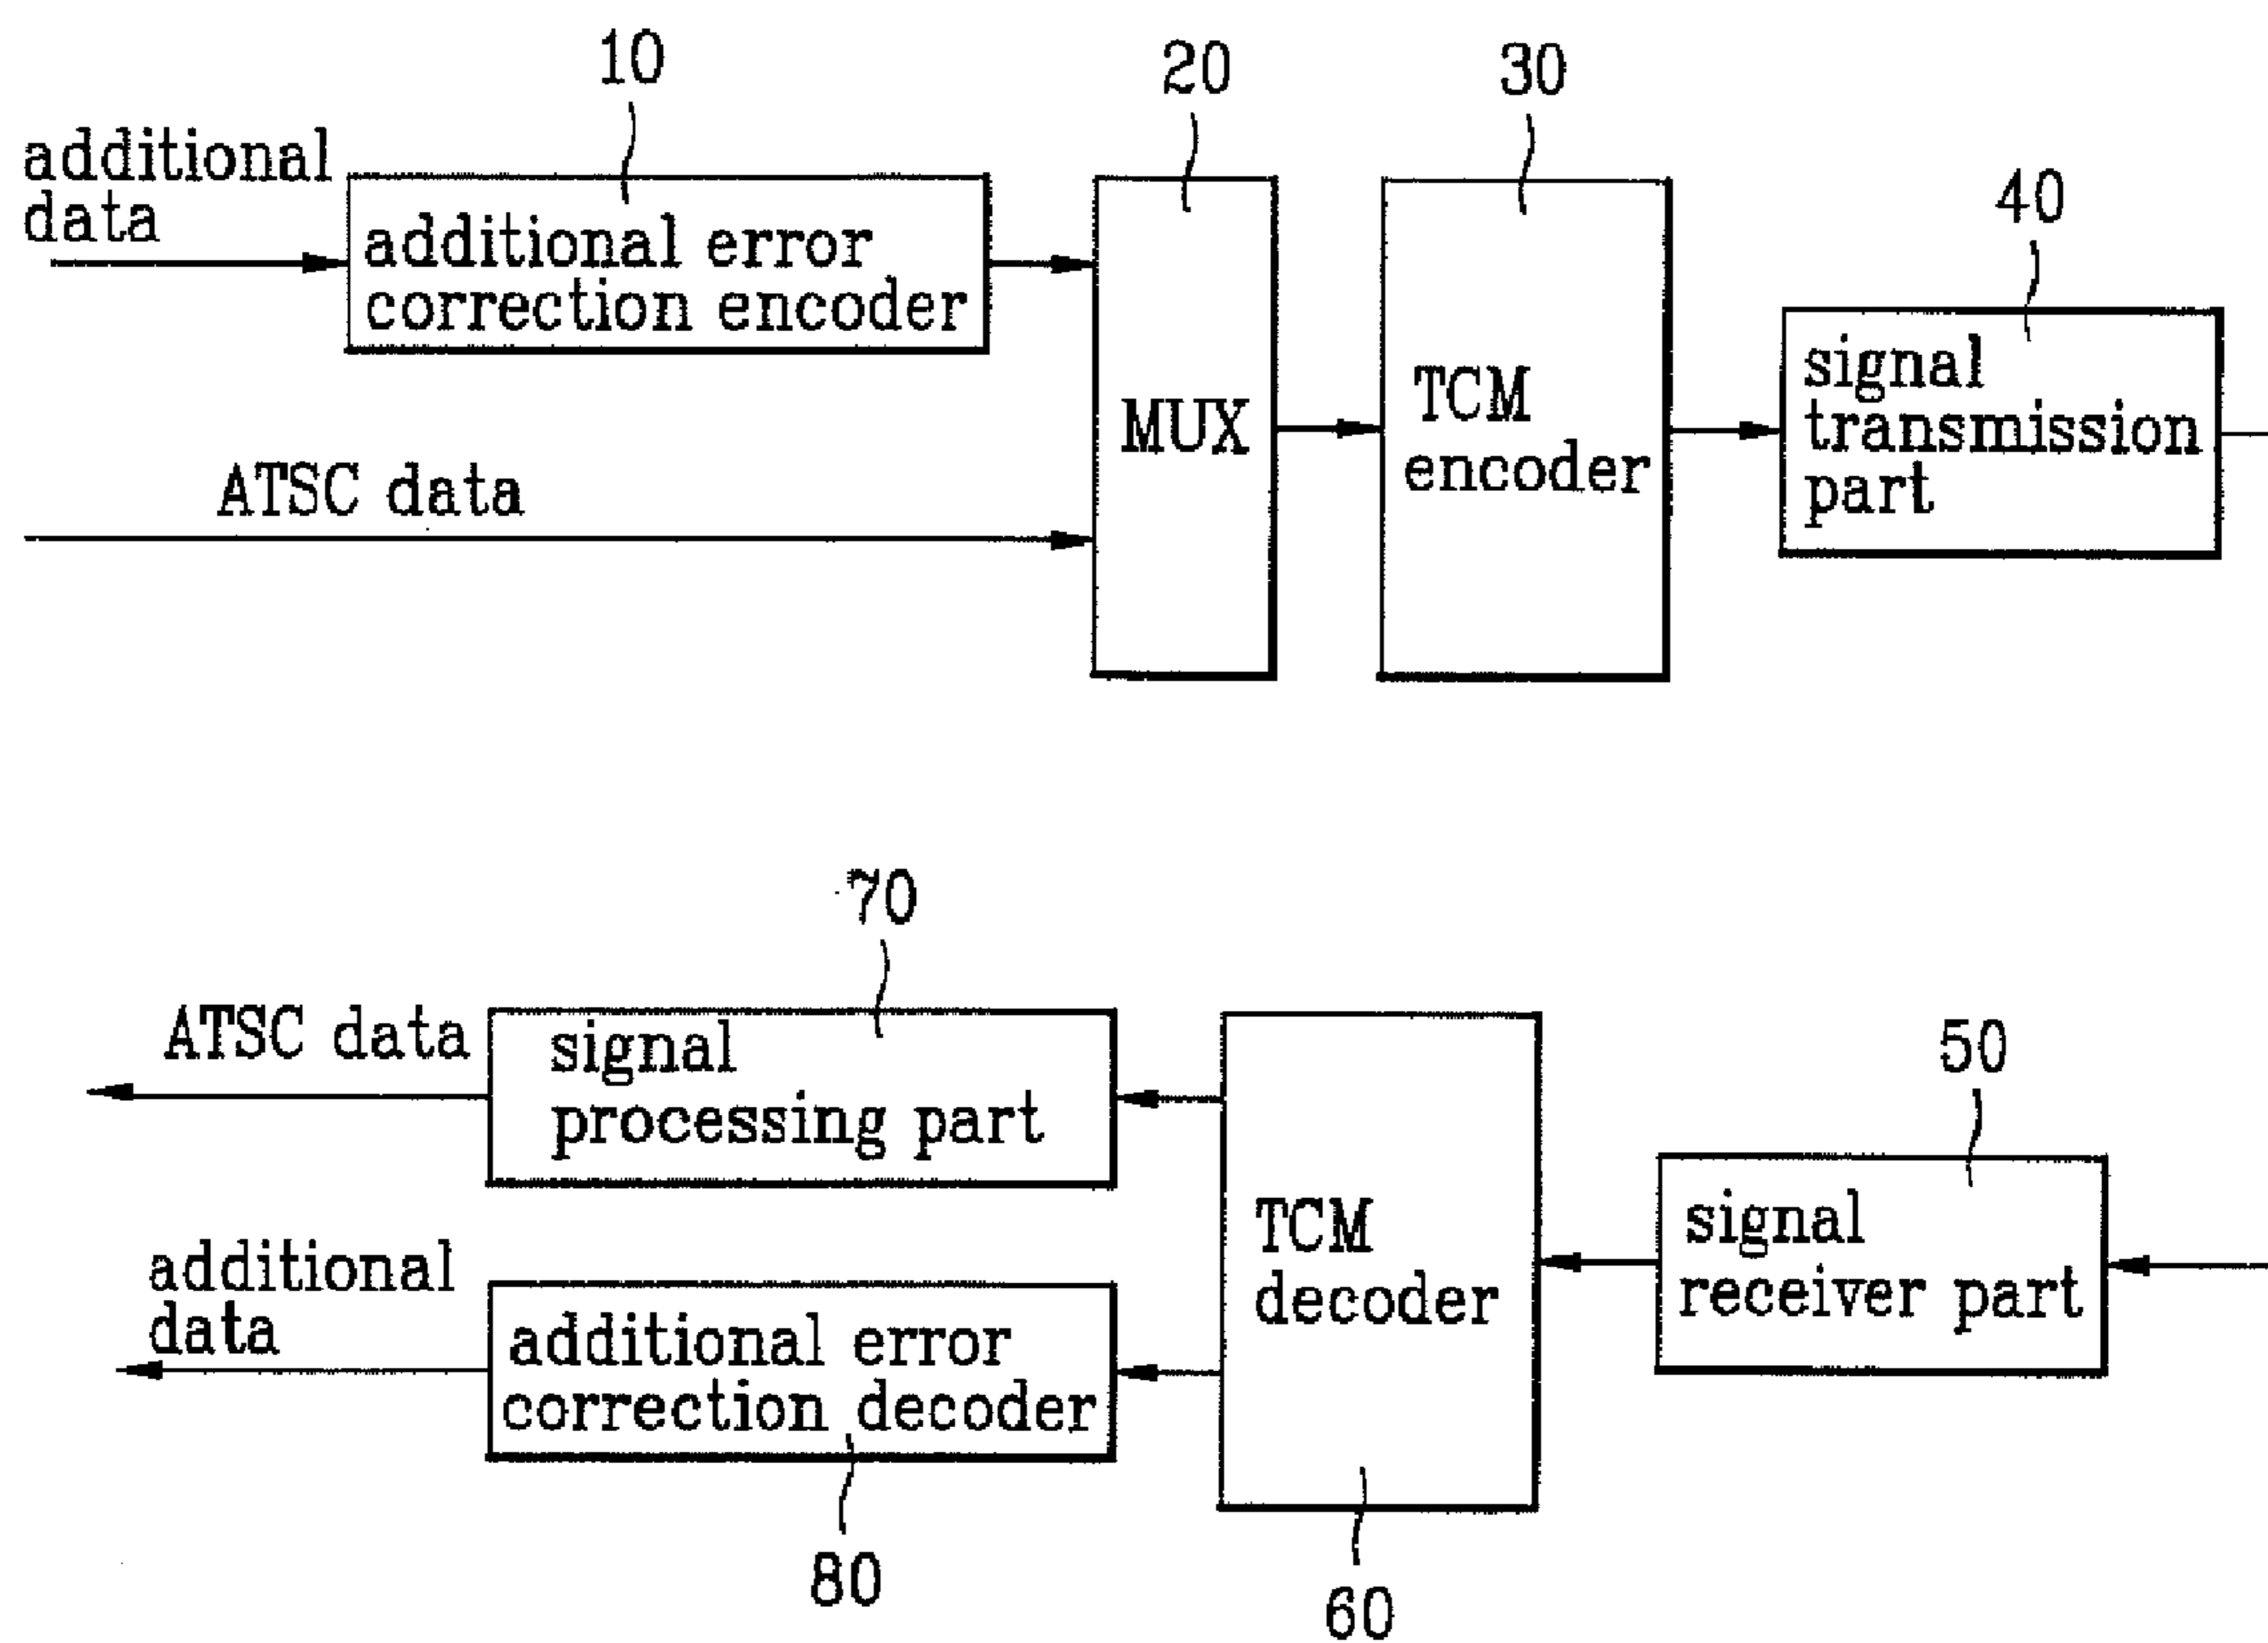 10
20
30
40
additional
data
additional error
correction encoder
MUX
TCM
encoder
signal
transmission
part
ATSC data
70
50
ATSC data
signal
processing part
TCM
decoder
signal
receiver part
additional
data
additional error
correction decoder
80
60